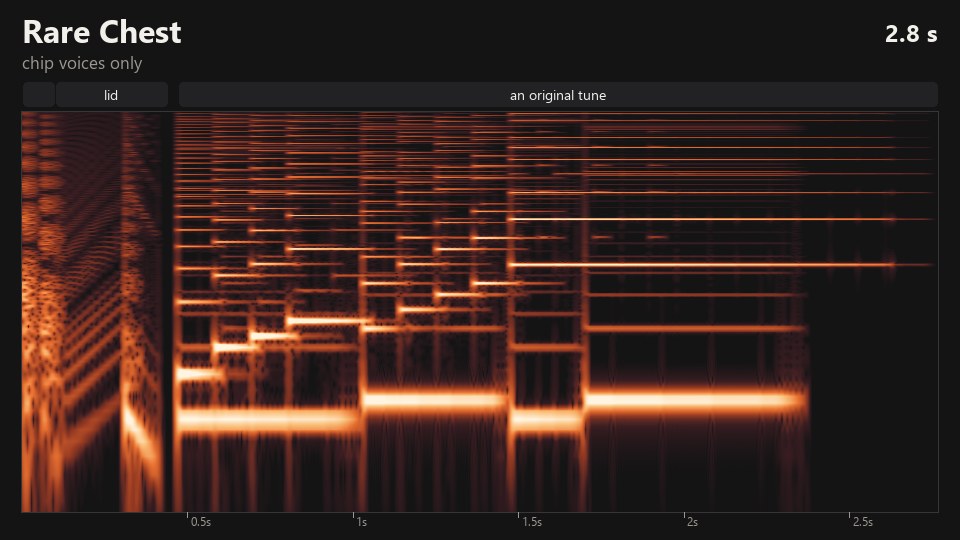 Rare Chest
2.8 s
chip voices only
lid
an original tune
0.5s
1s
1.5s
2s
2.5s